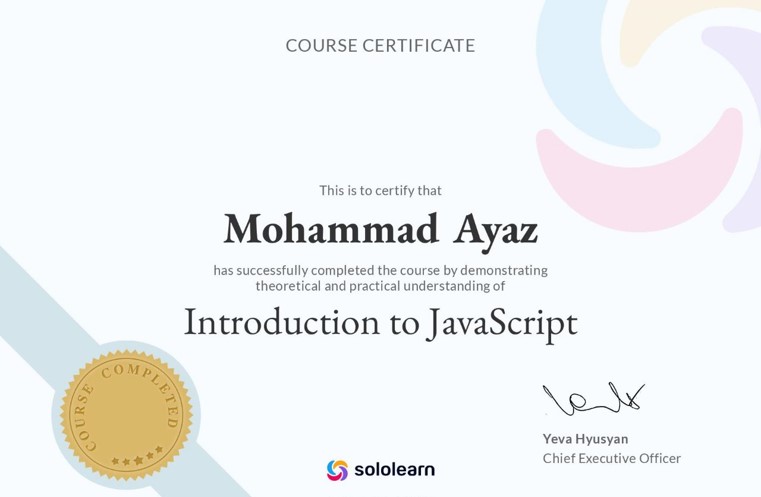 COURSE CERTIFICATE
This is to certify that
Mohammad Ayaz
has successfully completed the course by demonstrating
theoretical and practical understanding of
Introduction to JavaScript
COURSE COMPLETED
Yeva Hyusyan
Chief Executive Officer
sololearn